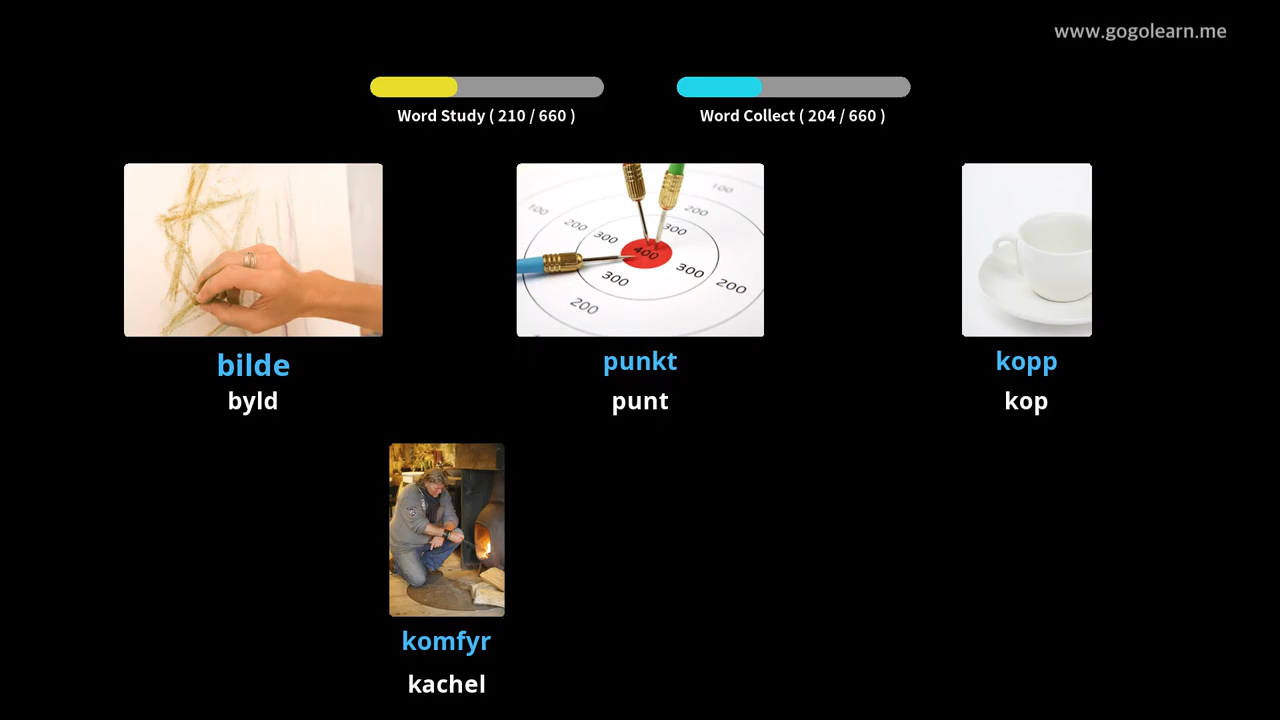 www.gogolearn.me
Word Study ( 210 / 660 )
Word Collect ( 204 / 660 )
100
200
300
400
300
200
100
200
300
300
200
bilde
punkt
kopp
byld
punt
kop
komfyr
kachel